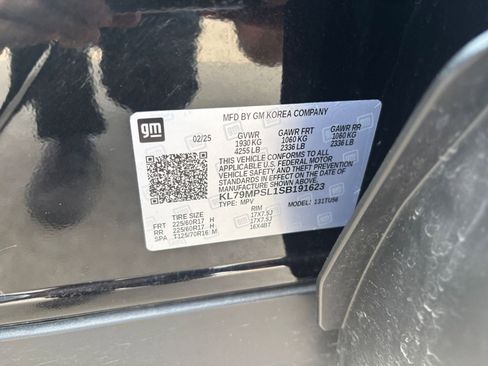 gm
MFD BY GM KOREA COMPANY
02/25
GVWR GAWR FRT GAWR RR
1930 KG 1060 KG 1060 KG
4255 LB 2336 LB 2336 LB
THIS VEHICLE CONFORMS TO ALL
APPLICABLE U.S. FEDERAL MOTOR
VEHICLE SAFETY AND THEFT PREVENTION
STANDARDS IN EFFECT ON THE DATE OF
MANUFACTURE SHOWN ABOVE.
KL79MPSL1SB191623
TYPE: MPV MODEL: 131TU56
TIRE SIZE RIM
FRT 225/60R17 H 17X7.5J
RR 225/60R17 H 17X7.5J
SPA T125/70R16 M 16X4BT